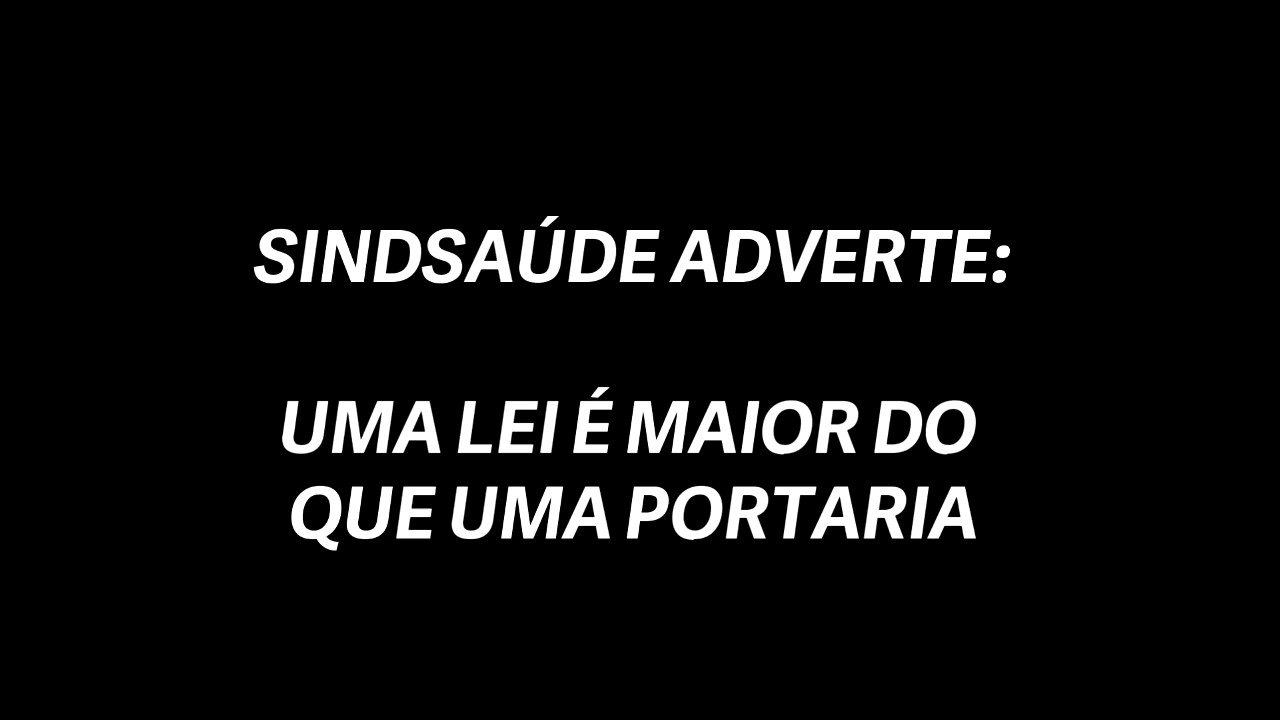 SINDSAÚDE ADVERTE:
UMA LEI É MAIOR DO
QUE UMA PORTARIA